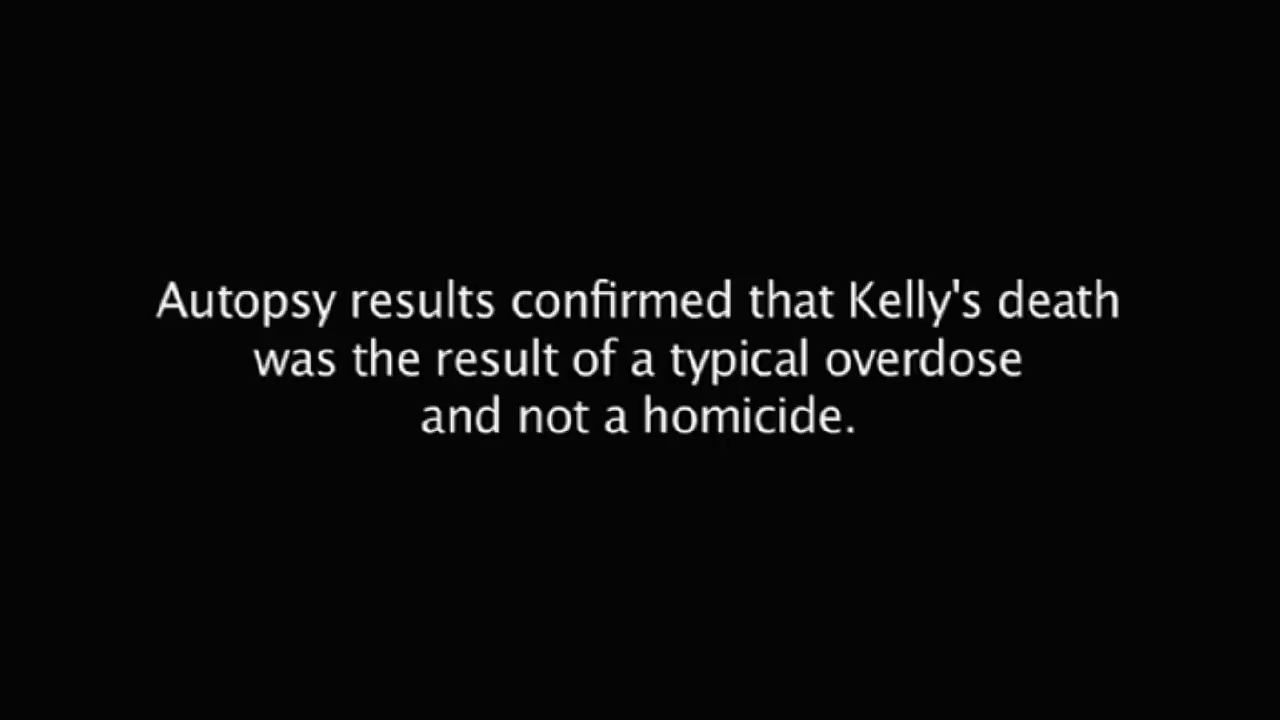 Autopsy results confirmed that Kelly's death
was the result of a typical overdose
and not a homicide.